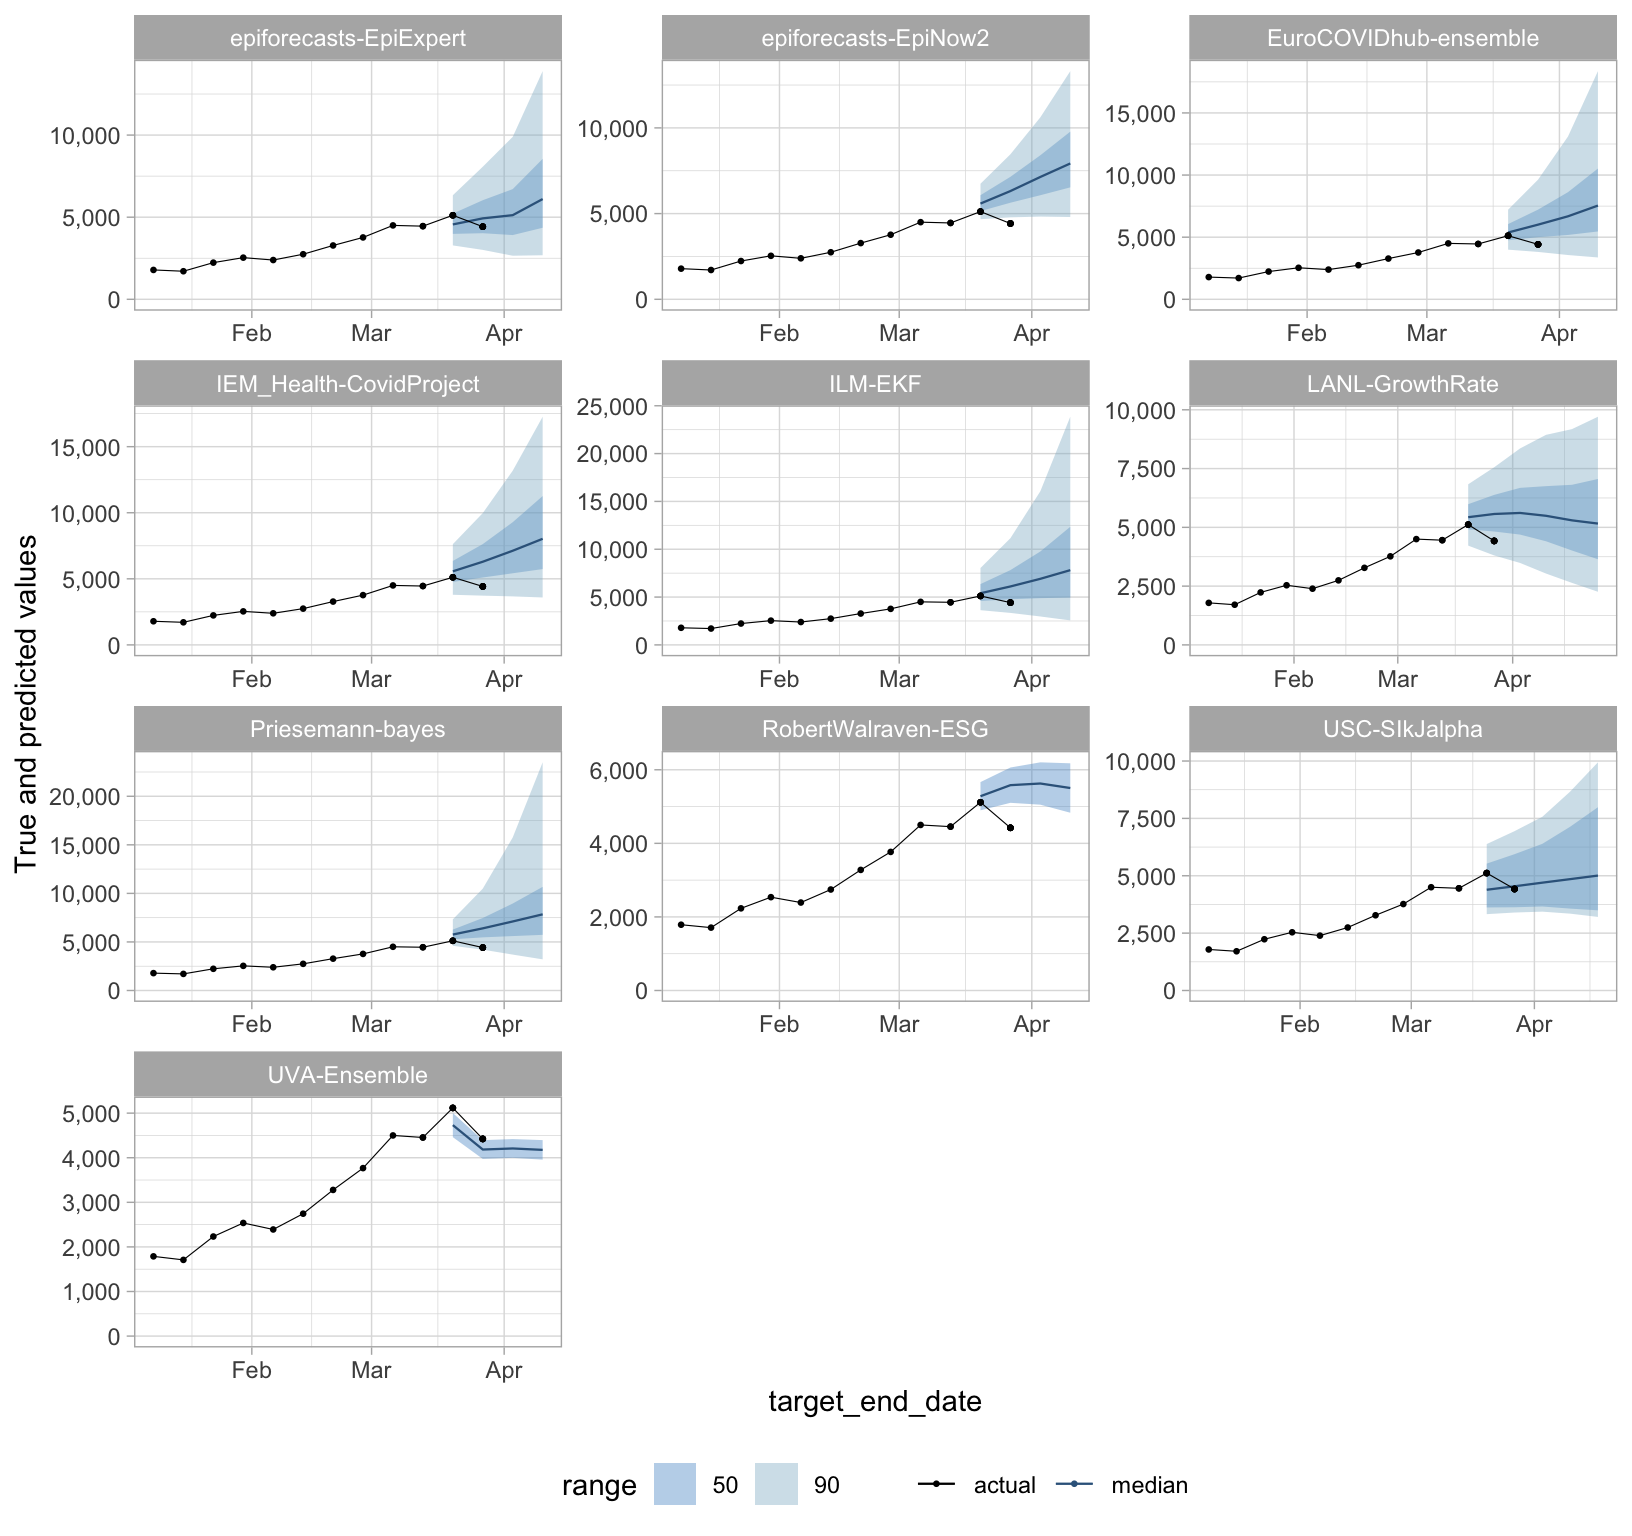 epiforecasts-EpiExpert
epiforecasts-EpiNow2
EuroCOVIDhub-ensemble
10,000
5,000
0
Feb Mar Apr
10,000
5,000
0
Feb Mar Apr
15,000
10,000
5,000
0
Feb Mar Apr
IEM_Health-CovidProject
ILM-EKF
LANL-GrowthRate
15,000
10,000
5,000
0
Feb Mar Apr
25,000
20,000
15,000
10,000
5,000
0
Feb Mar Apr
10,000
7,500
5,000
2,500
0
Feb Mar Apr
True and predicted values
Priesemann-bayes
RobertWalraven-ESG
USC-SIkJalpha
20,000
15,000
10,000
5,000
0
Feb Mar Apr
6,000
4,000
2,000
0
Feb Mar Apr
10,000
7,500
5,000
2,500
0
Feb Mar Apr
UVA-Ensemble
5,000
4,000
3,000
2,000
1,000
0
Feb Mar Apr
target_end_date
range 50 90 actual median